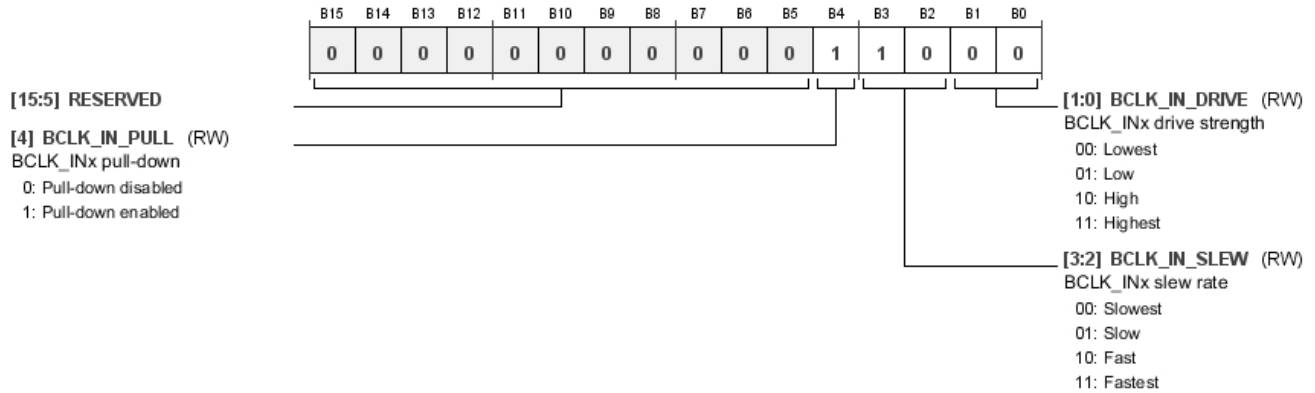 B15 B14 B13 B12 B11 B10 B9 B8 B7 B6 B5 B4 B3 B2 B1 B0
0 0 0 0 0 0 0 0 0 0 0 1 1 0 0 0
[15:5] RESERVED
[4] BCLK_IN_PULL (RW)
BCLK_INx pull-down
0: Pull-down disabled
1: Pull-down enabled
[1:0] BCLK_IN_DRIVE (RW)
BCLK_INx drive strength
00: Lowest
01: Low
10: High
11: Highest
[3:2] BCLK_IN_SLEW (RW)
BCLK_INx slew rate
00: Slowest
01: Slow
10: Fast
11: Fastest